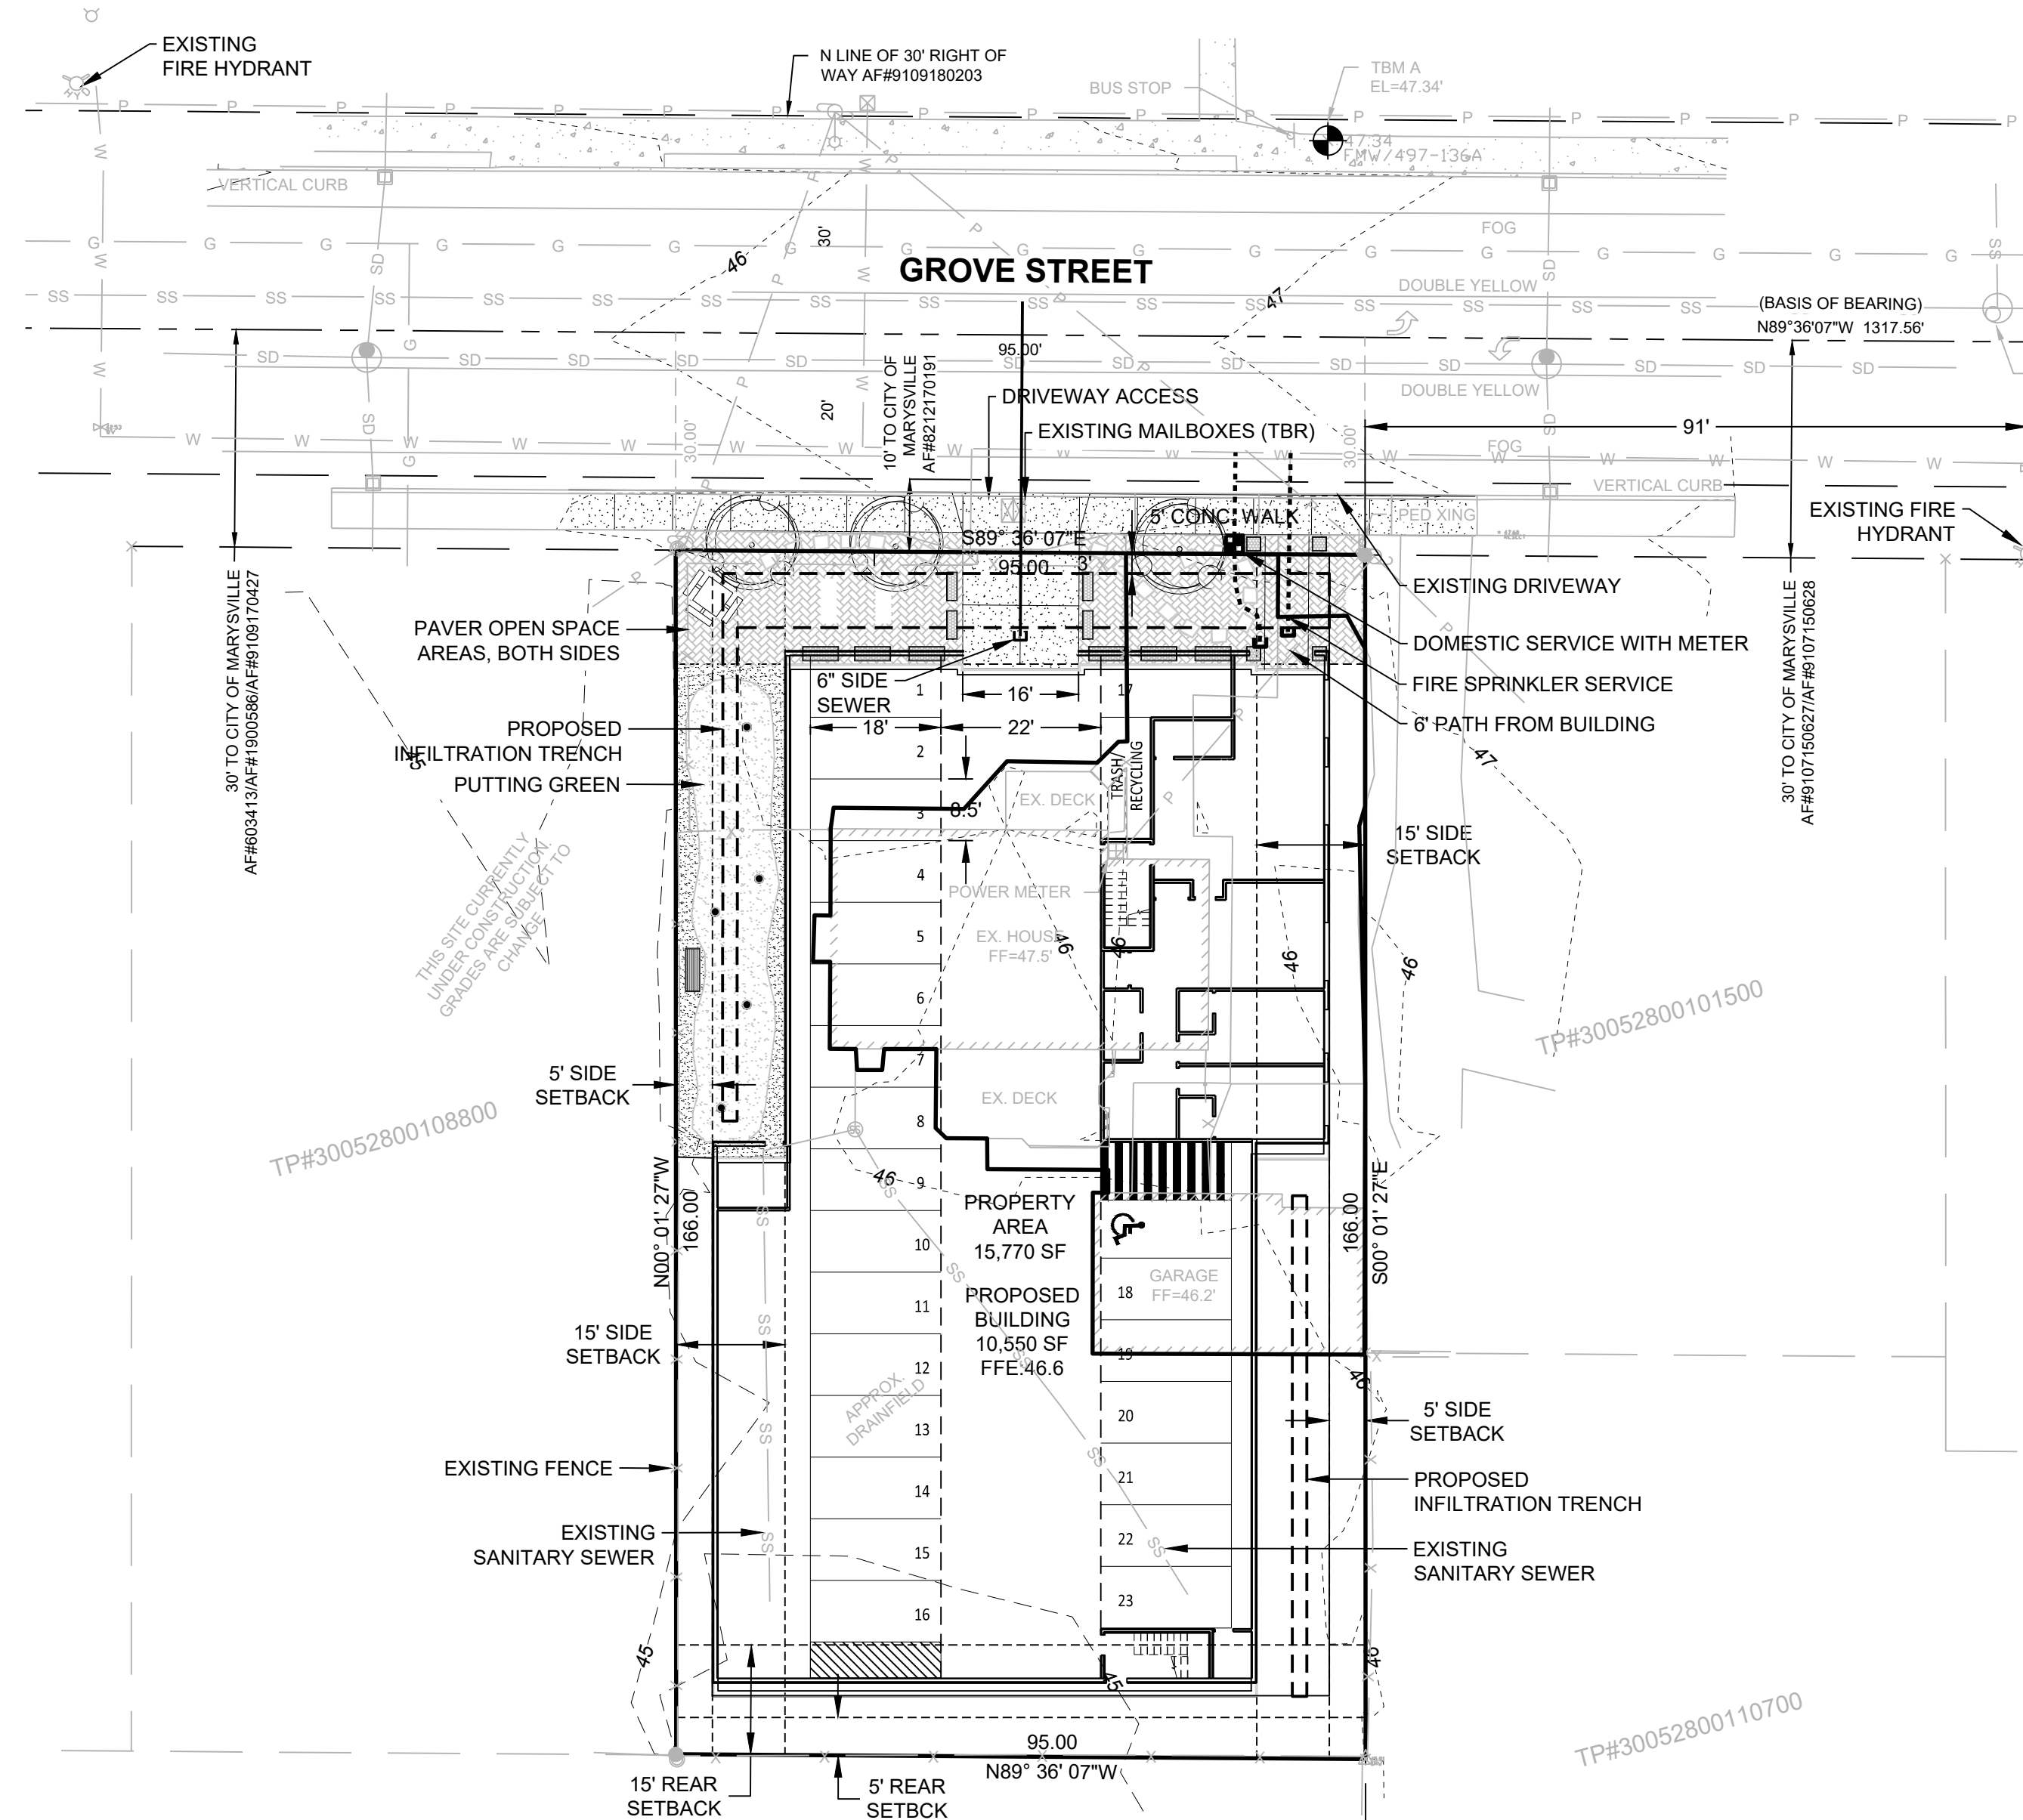 EXISTING
FIRE HYDRANT
N LINE OF 30' RIGHT OF
WAY AF#9109180203
BUS STOP
TBM A
EL=47.34'
47.34
FMW/497-136A
VERTICAL CURB
30'
FOG
46
GROVE STREET
47
DOUBLE YELLOW
(BASIS OF BEARING)
N89°36'07"W 1317.56'
95.00'
10' TO CITY OF
MARYSVILLE
AF#8212170191
20'
DRIVEWAY ACCESS
DOUBLE YELLOW
EXISTING MAILBOXES (TBR)
30.00'
30.00'
91'
FOG
VERTICAL CURB
5' CONC. WALK
PED XING
EXISTING FIRE
HYDRANT
S89° 36' 07"E
95.00
3'
30' TO CITY OF MARYSVILLE
AF#603413/AF#1900586/AF#9109170427
30' TO CITY OF MARYSVILLE
AF#9107150627/AF#9107150628
EXISTING DRIVEWAY
PAVER OPEN SPACE
AREAS, BOTH SIDES
DOMESTIC SERVICE WITH METER
6" SIDE
SEWER
FIRE SPRINKLER SERVICE
16'
1
17
18'
22'
6' PATH FROM BUILDING
PROPOSED
INFILTRATION TRENCH
45
2
TRASH/
RECYCLING
47
PUTTING GREEN
EX. DECK
3
8.5'
15' SIDE
SETBACK
THIS SITE CURRENTLY
UNDER CONSTRUCTION.
GRADES ARE SUBJECT TO
CHANGE
4
POWER METER
5
EX. HOUSE
FF=47.5'
46
46
46
46
6
TP#30052800101500
7
5' SIDE
SETBACK
EX. DECK
8
TP#30052800108800
46
9
N00° 01' 27"W
166.00
PROPERTY
AREA
15,770 SF
166.00
S00° 01' 27"E
10
GARAGE
FF=46.2'
PROPOSED
BUILDING
10,550 SF
FFE:46.6
11
18
15' SIDE
SETBACK
12
19
46
APPROX.
DRAINFIELD
13
20
5' SIDE
SETBACK
EXISTING FENCE
14
21
PROPOSED
INFILTRATION TRENCH
EXISTING
SANITARY SEWER
15
22
EXISTING
SANITARY SEWER
16
23
45
45
46
TP#30052800110700
95.00
N89° 36' 07"W
15' REAR
SETBACK
5' REAR
SETBCK